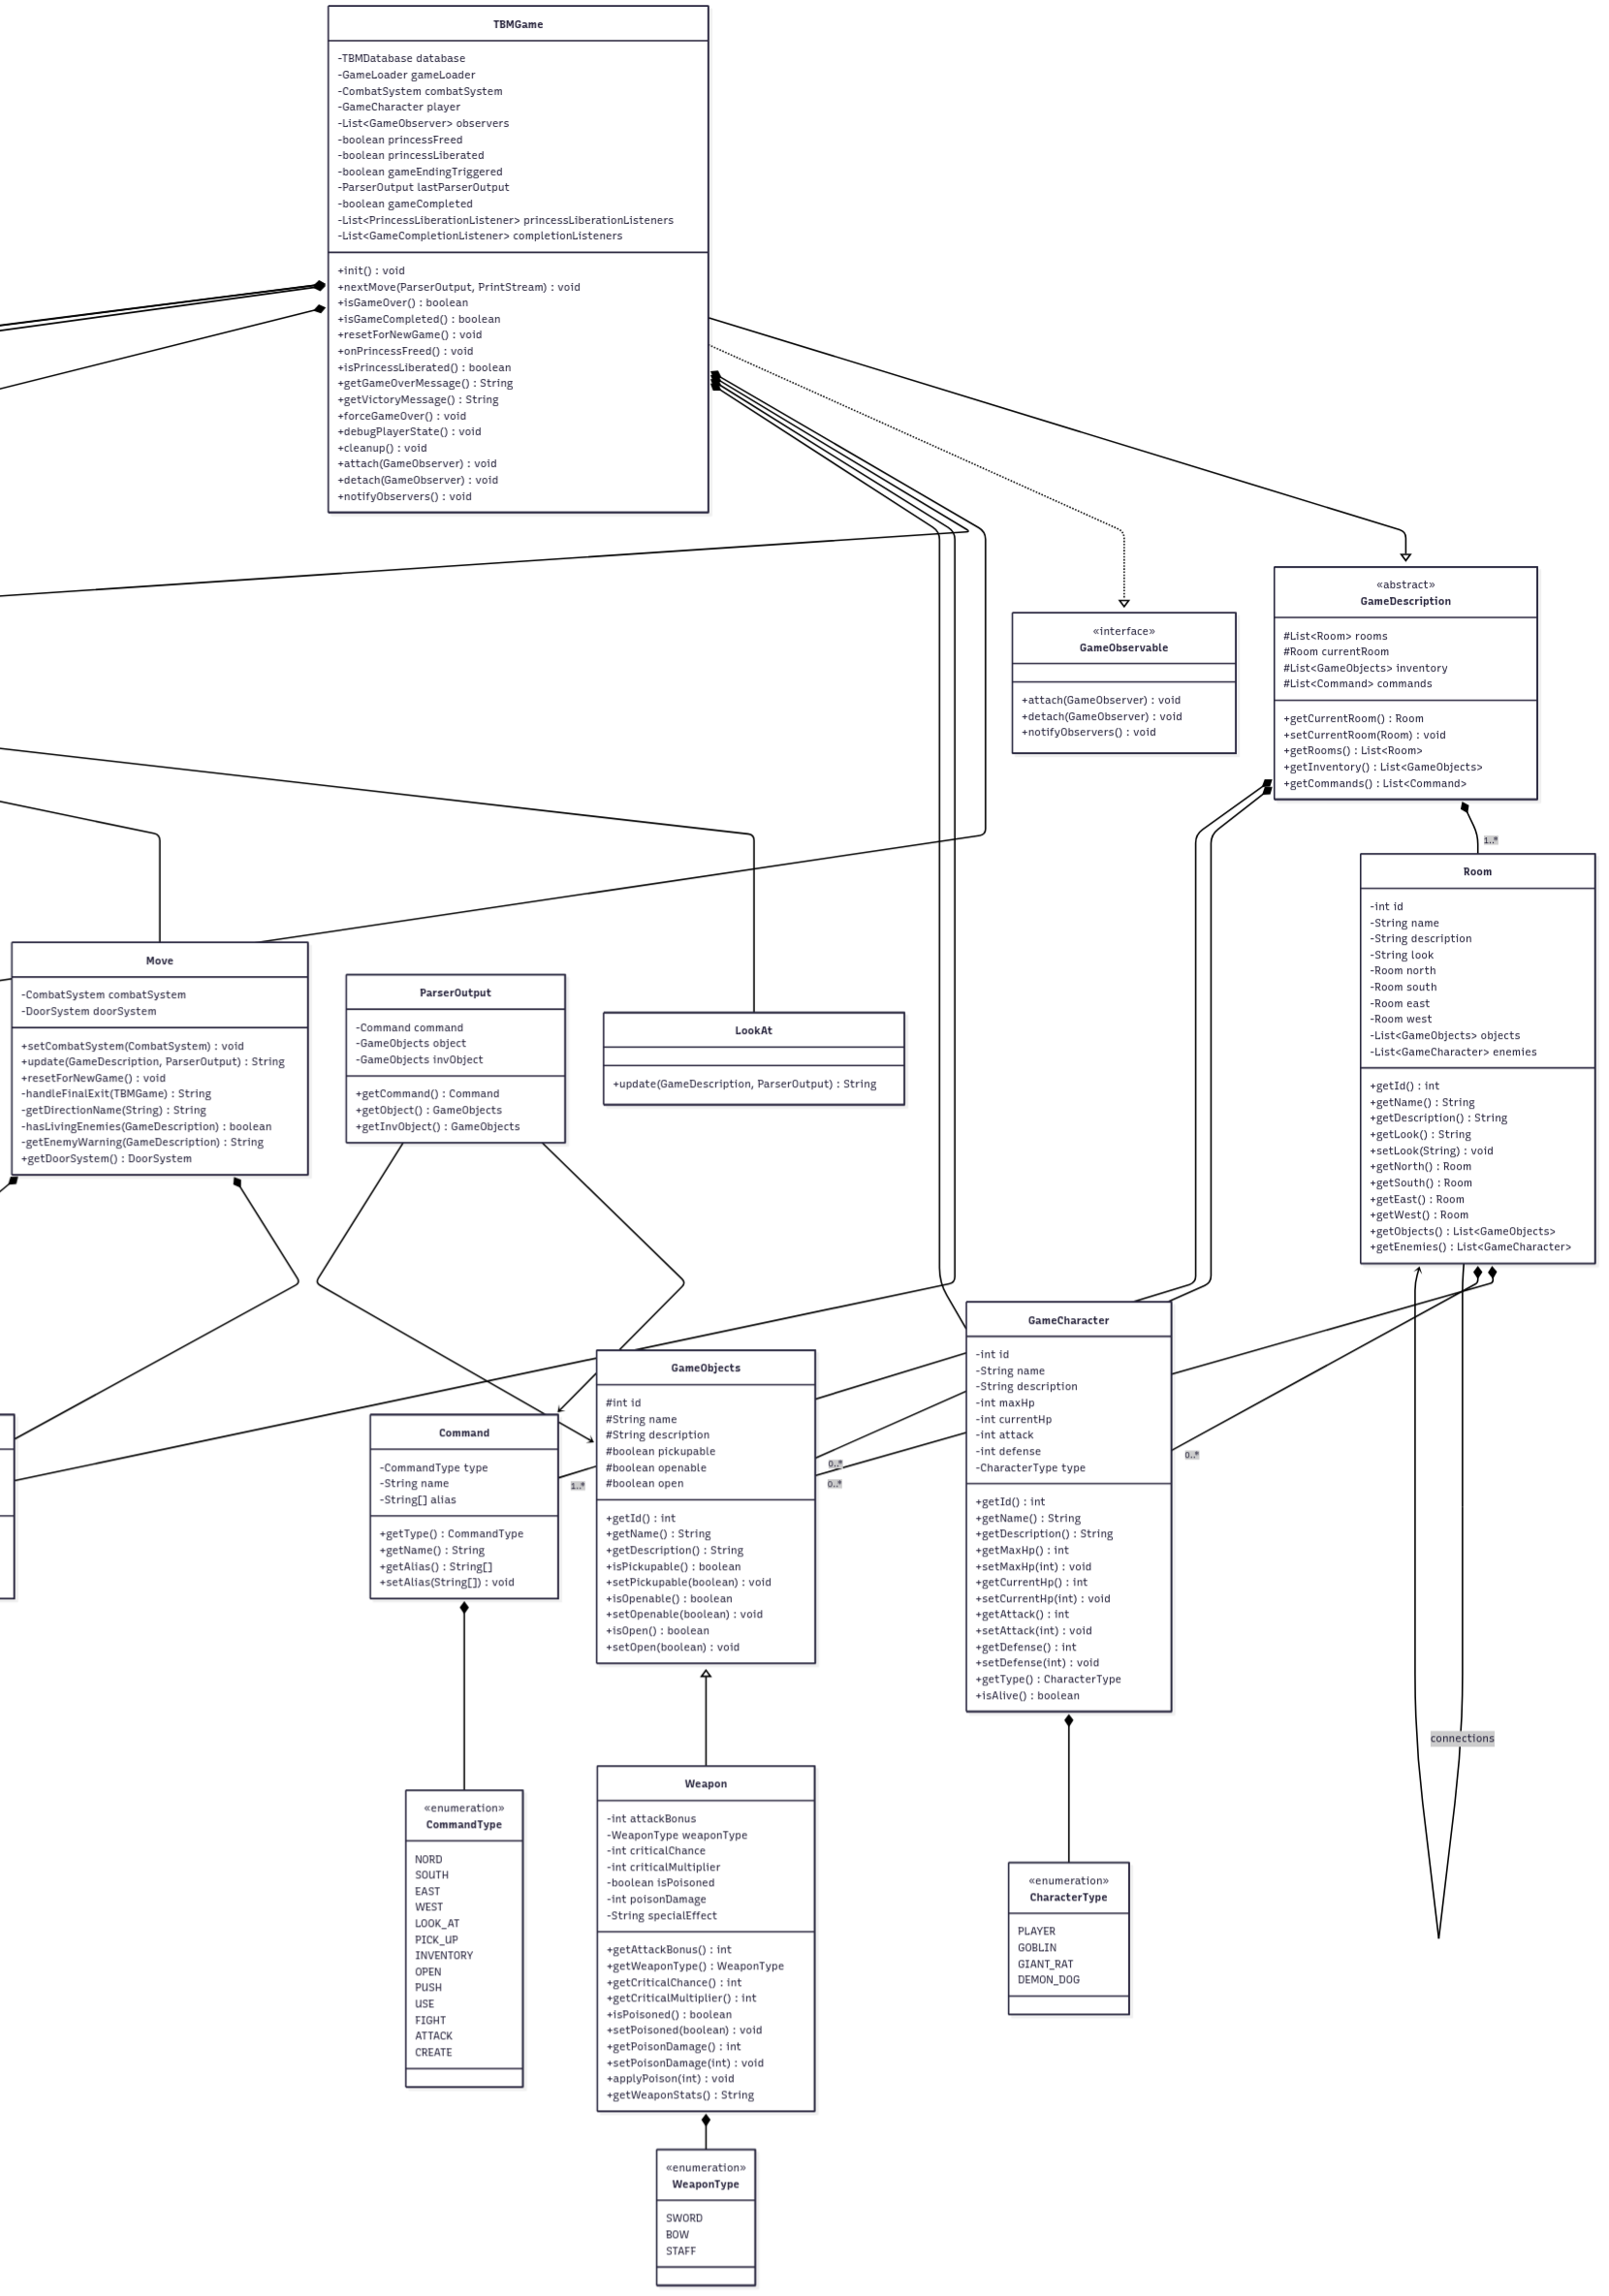 TBMGame
-TBMDatabase database
-GameLoader gameLoader
-CombatSystem combatSystem
-GameCharacter player
-List<GameObserver> observers
-boolean princessFreed
-boolean princessLiberated
-boolean gameEndingTriggered
-ParserOutput lastParserOutput
-boolean gameCompleted
-List<PrincessLiberationListener> princessLiberationListeners
-List<GameCompletionListener> completionListeners
+init() : void
+nextMove(ParserOutput, PrintStream) : void
+isGameOver() : boolean
+isGameCompleted() : boolean
+resetForNewGame() : void
+onPrincessFreed() : void
+isPrincessLiberated() : boolean
+getGameOverMessage() : String
+getVictoryMessage() : String
+forceGameOver() : void
+debugPlayerState() : void
+cleanup() : void
+attach(GameObserver) : void
+detach(GameObserver) : void
+notifyObservers() : void
«interface»
GameObservable
+attach(GameObserver) : void
+detach(GameObserver) : void
+notifyObservers() : void
«abstract»
GameDescription
#List<Room> rooms
#Room currentRoom
#List<GameObjects> inventory
#List<Command> commands
+getCurrentRoom() : Room
+setCurrentRoom(Room) : void
+getRooms() : List<Room>
+getInventory() : List<GameObjects>
+getCommands() : List<Command>
1..*
Room
-int id
-String name
-String description
-String look
-Room north
-Room south
-Room east
-Room west
-List<GameObjects> objects
-List<GameCharacter> enemies
+getId() : int
+getName() : String
+getDescription() : String
+getLook() : String
+setLook(String) : void
+getNorth() : Room
+getSouth() : Room
+getEast() : Room
+getWest() : Room
+getObjects() : List<GameObjects>
+getEnemies() : List<GameCharacter>
Move
-CombatSystem combatSystem
-DoorSystem doorSystem
+setCombatSystem(CombatSystem) : void
+update(GameDescription, ParserOutput) : String
+resetForNewGame() : void
-handleFinalExit(TBMGame) : String
-getDirectionName(String) : String
-hasLivingEnemies(GameDescription) : boolean
-getEnemyWarning(GameDescription) : String
+getDoorSystem() : DoorSystem
ParserOutput
-Command command
-GameObjects object
-GameObjects invObject
+getCommand() : Command
+getObject() : GameObjects
+getInvObject() : GameObjects
LookAt
+update(GameDescription, ParserOutput) : String
Command
-CommandType type
-String name
-String[] alias
+getType() : CommandType
+getName() : String
+getAlias() : String[]
+setAlias(String[]) : void
1..*
GameObjects
#int id
#String name
#String description
#boolean pickupable
#boolean openable
#boolean open
+getId() : int
+getName() : String
+getDescription() : String
+isPickupable() : boolean
+setPickupable(boolean) : void
+isOpenable() : boolean
+setOpenable(boolean) : void
+isOpen() : boolean
+setOpen(boolean) : void
0..*
0..*
GameCharacter
-int id
-String name
-String description
-int maxHp
-int currentHp
-int attack
-int defense
-CharacterType type
+getId() : int
+getName() : String
+getDescription() : String
+getMaxHp() : int
+setMaxHp(int) : void
+getCurrentHp() : int
+setCurrentHp(int) : void
+getAttack() : int
+setAttack(int) : void
+getDefense() : int
+setDefense(int) : void
+getType() : CharacterType
+isAlive() : boolean
0..*
connections
«enumeration»
CommandType
NORD
SOUTH
EAST
WEST
LOOK_AT
PICK_UP
INVENTORY
OPEN
PUSH
USE
FIGHT
ATTACK
CREATE
Weapon
-int attackBonus
-WeaponType weaponType
-int criticalChance
-int criticalMultiplier
-boolean isPoisoned
-int poisonDamage
-String specialEffect
+getAttackBonus() : int
+getWeaponType() : WeaponType
+getCriticalChance() : int
+getCriticalMultiplier() : int
+isPoisoned() : boolean
+setPoisoned(boolean) : void
+getPoisonDamage() : int
+setPoisonDamage(int) : void
+applyPoison(int) : void
+getWeaponStats() : String
«enumeration»
CharacterType
PLAYER
GOBLIN
GIANT_RAT
DEMON_DOG
«enumeration»
WeaponType
SWORD
BOW
STAFF